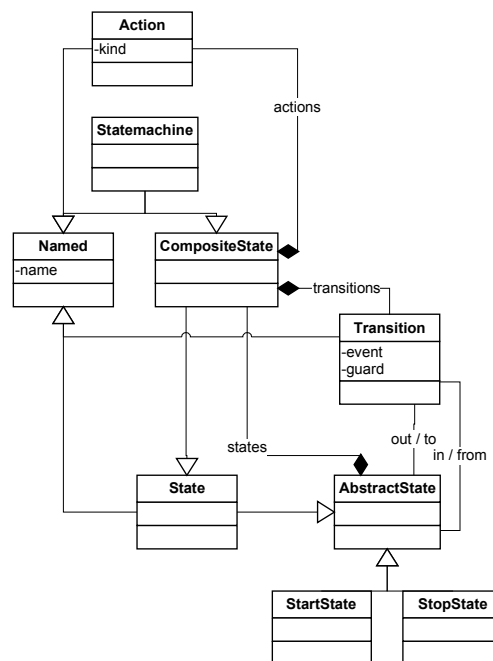 Action
-kind
actions
Statemachine
Named
-name
CompositeState
transitions
Transition
-event
-guard
out / to
in / from
states
State
AbstractState
StartState
StopState